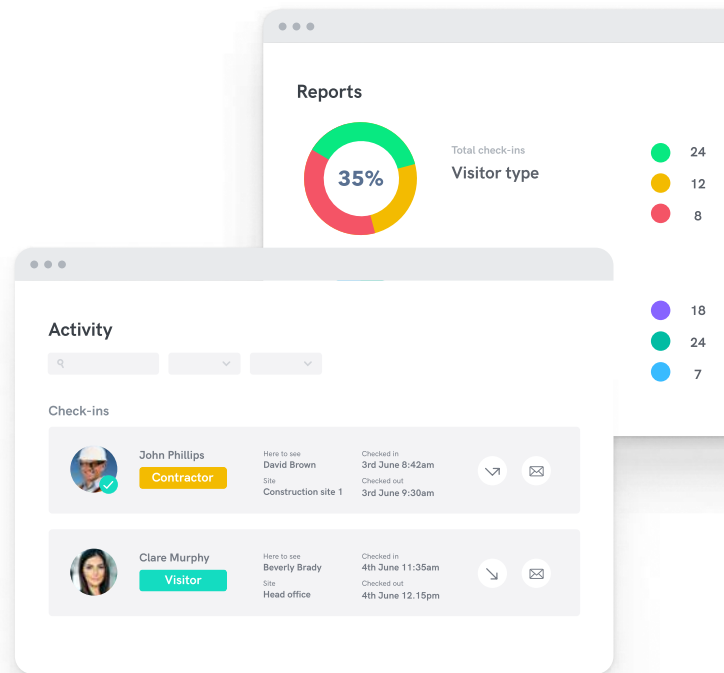 Reports
35%
Total check-ins
Visitor type
24
12
8
18
24
7
Activity
Check-ins
John Phillips
Contractor
Here to see
David Brown
Site
Construction site 1
Checked in
3rd June 8:42am
Checked out
3rd June 9:30am
Clare Murphy
Visitor
Here to see
Beverly Brady
Site
Head office
Checked in
4th June 11:35am
Checked out
4th June 12.15pm